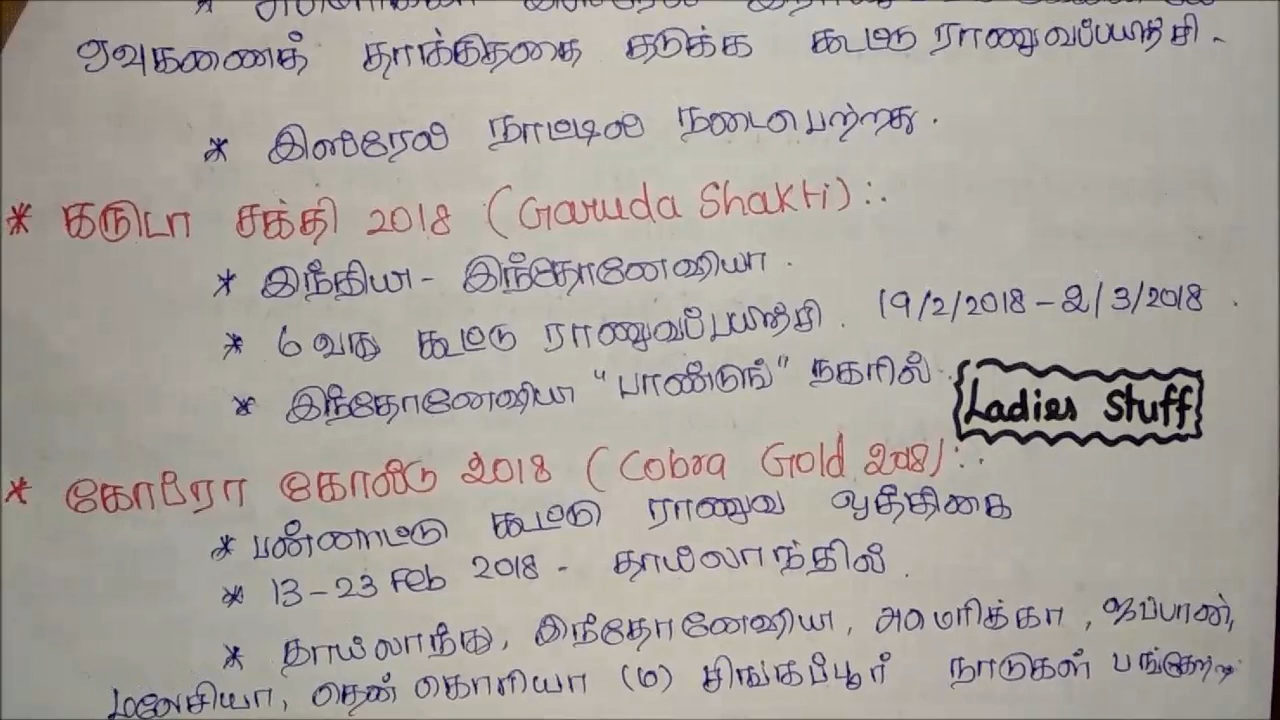 ஏவுகணைத் தாக்குதலை தடுக்க கூட்டு ராணுவப்பயிற்சி.
* இஸ்ரேல் நாட்டில் நடைபெற்றது.
* கருடா சக்தி 2018 (Garuda Shakti):.
* இந்தியா - இந்தோனேஷியா.
* 6 வது கூட்டு ராணுவப்பயிற்சி. 19/2/2018 - 2/3/2018.
* இந்தோனேஷியா "பாண்டுங்" நகரில்.
Ladies Stuff
* கோப்ரா கோல்டு 2018 (Cobra Gold 2018):.
* பன்னாட்டு கூட்டு ராணுவ ஒத்திகை
* 13 - 23 Feb 2018 - தாய்லாந்தில்.
* தாய்லாந்து, இந்தோனேஷியா, அமெரிக்கா, ஜப்பான்,
மலேசியா, தென் கொரியா (ம) சிங்கப்பூர் நாடுகள்